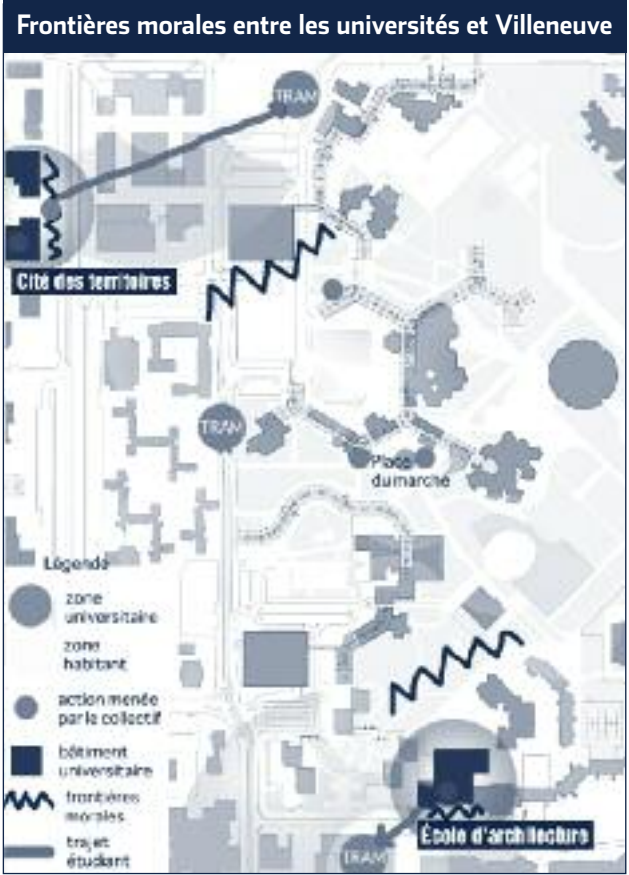 Frontières morales entre les universités et Villeneuve
TRAM
Cité des territoires
TRAM
Place
du marché
Légende
zone
universitaire
zone
habitant
action menée
par le collectif
bâtiment
universitaire
frontières
morales
trajet
étudiant
École d'architecture
TRAM